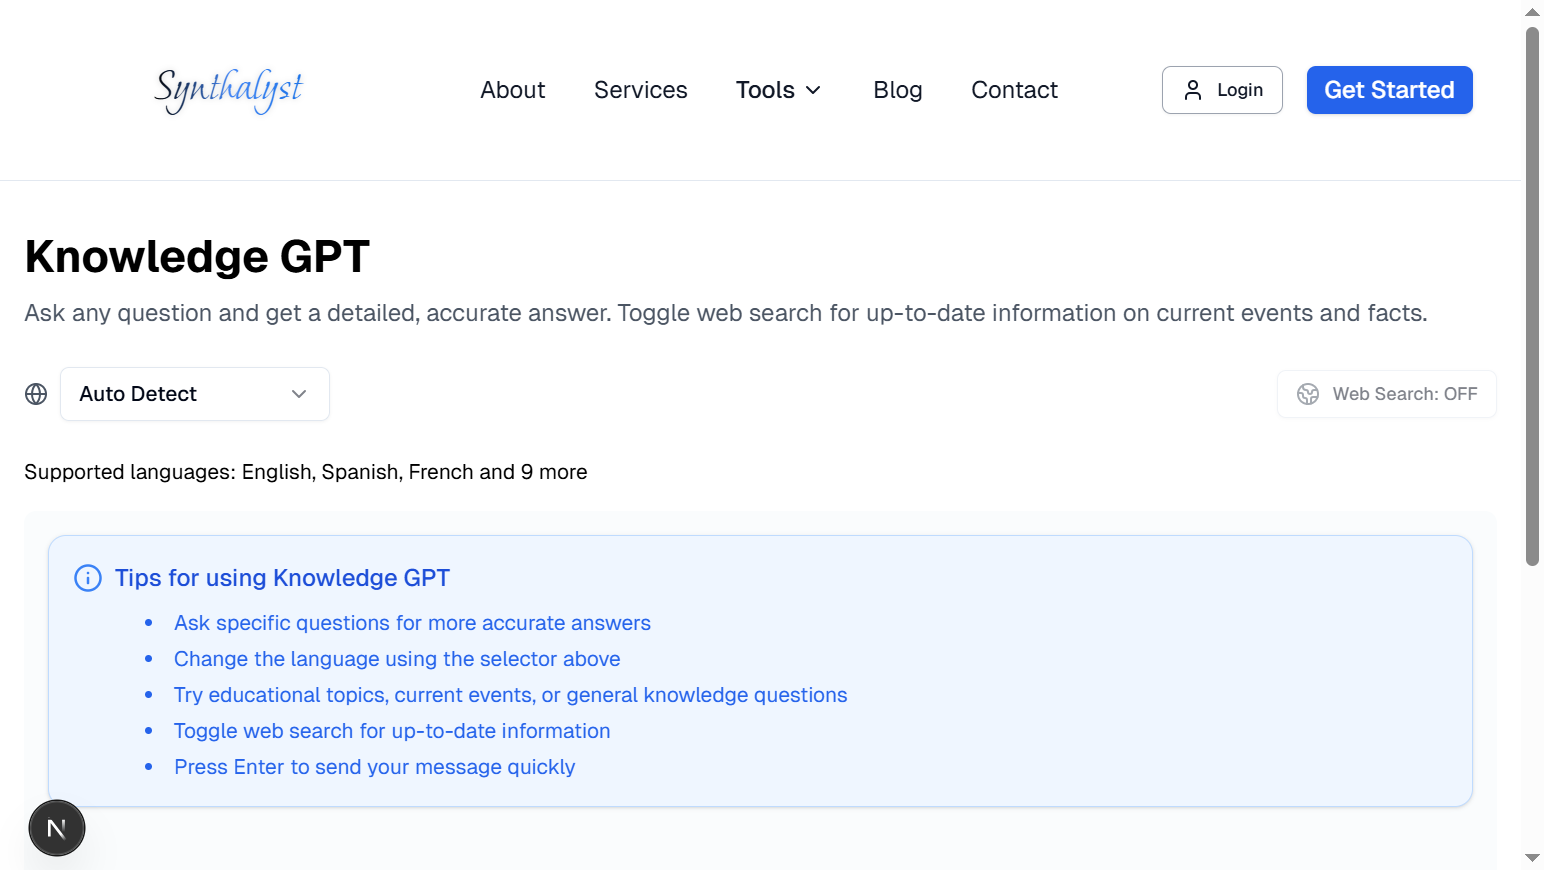 Synthalyst
About
Services
Tools
Blog
Contact
Login
Get Started
Knowledge GPT
Ask any question and get a detailed, accurate answer. Toggle web search for up-to-date information on current events and facts.
Auto Detect
Web Search: OFF
Supported languages: English, Spanish, French and 9 more
Tips for using Knowledge GPT
Ask specific questions for more accurate answers
Change the language using the selector above
Try educational topics, current events, or general knowledge questions
Toggle web search for up-to-date information
Press Enter to send your message quickly
N